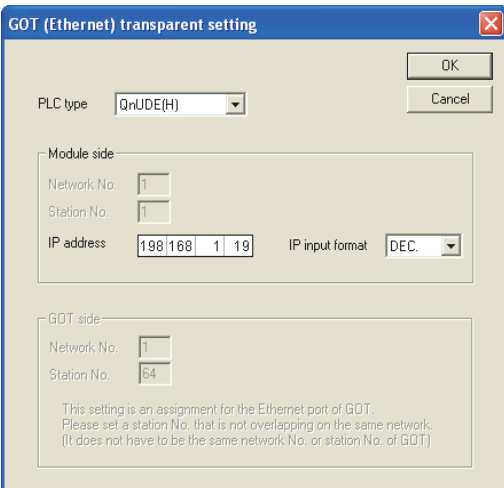 GOT (Ethernet) transparent setting
OK
PLC type QnUDE(H)
Cancel
Module side
Network No. 1
Station No. 1
IP address 198 168 1 19 IP input format DEC.
GOT side
Network No. 1
Station No. 64
This setting is an assignment for the Ethernet port of GOT.
Please set a station No. that is not overlapping on the same network.
(It does not have to be the same network No. or station No. of GOT)